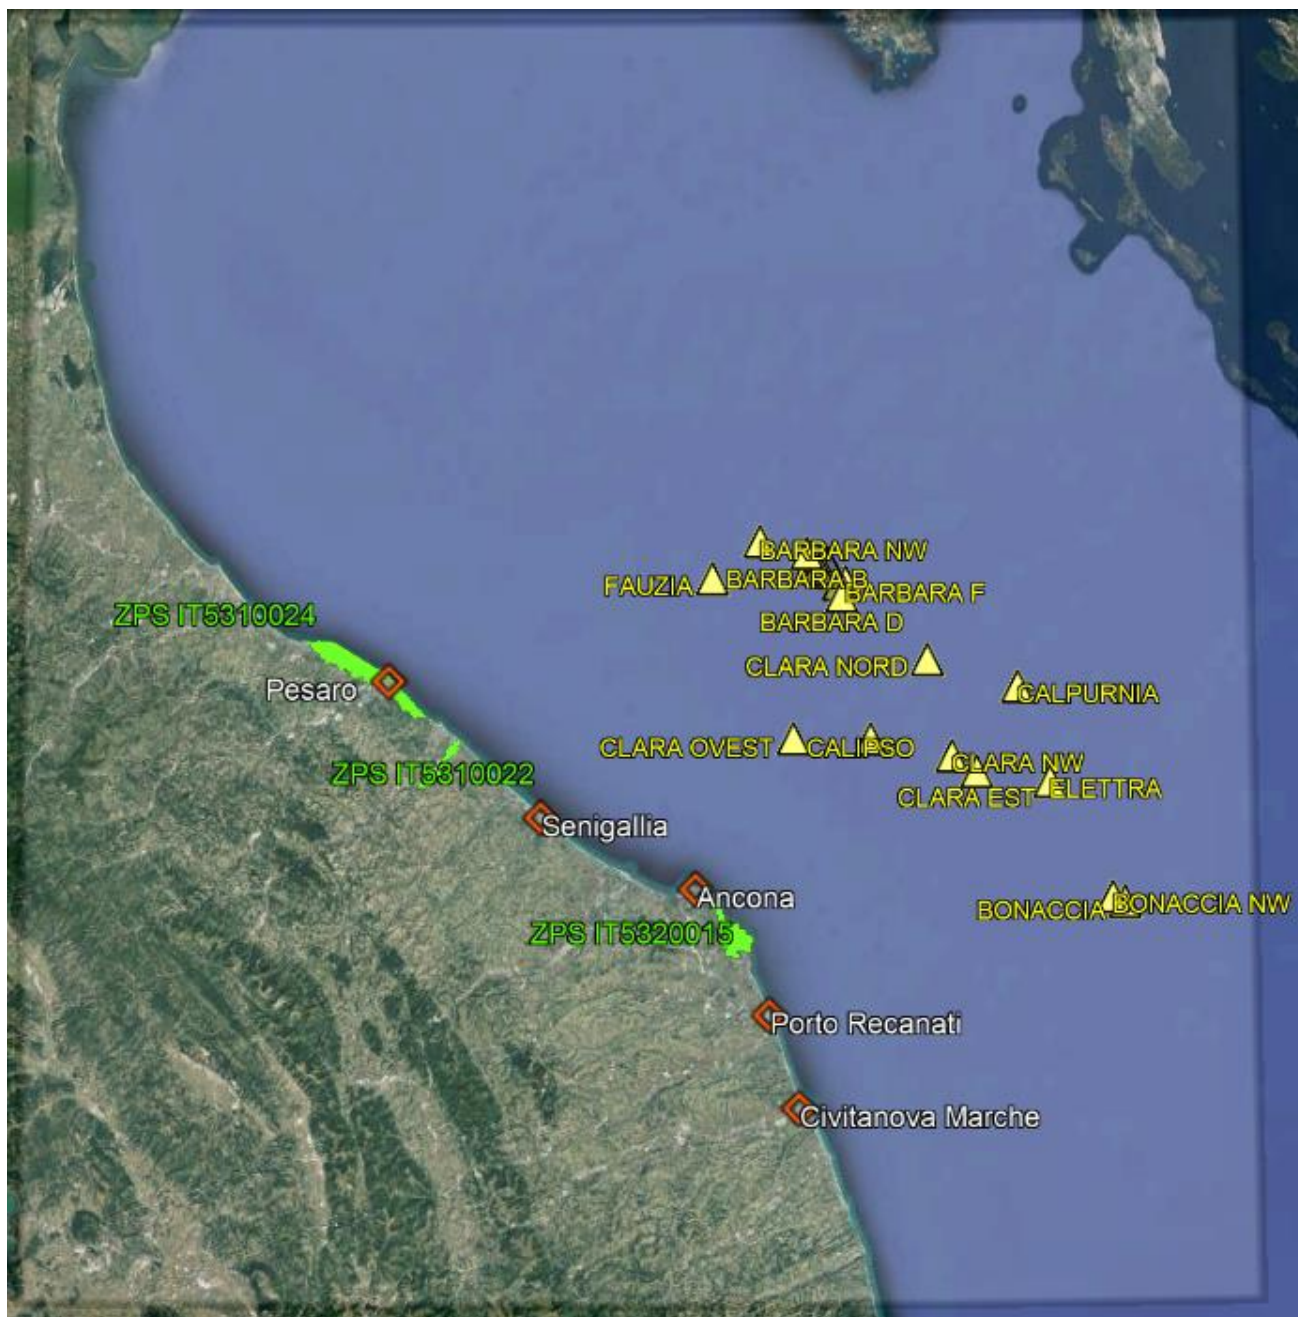 BARBARA NW
FAUZIA
BARBARA B
BARBARA F
ZPS IT5310024
BARBARA D
CLARA NORD
Pesaro
CALPURNIA
CLARA OVEST
CALIPSO
CLARA NW
ZPS IT5310022
ELETTRA
CLARA EST
Senigallia
Ancona
BONACCIA
BONACCIA NW
ZPS IT5320015
Porto Recanati
Civitanova Marche